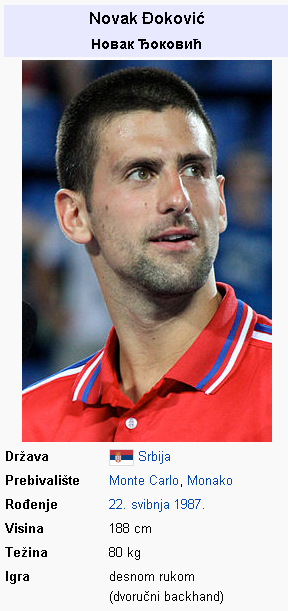 Novak Đoković
Новак Ђоковић
Država Srbija
Prebivalište Monte Carlo, Monako
Rođenje 22. svibnja 1987.
Visina 188 cm
Težina 80 kg
Igra desnom rukom
(dvoručni backhand)